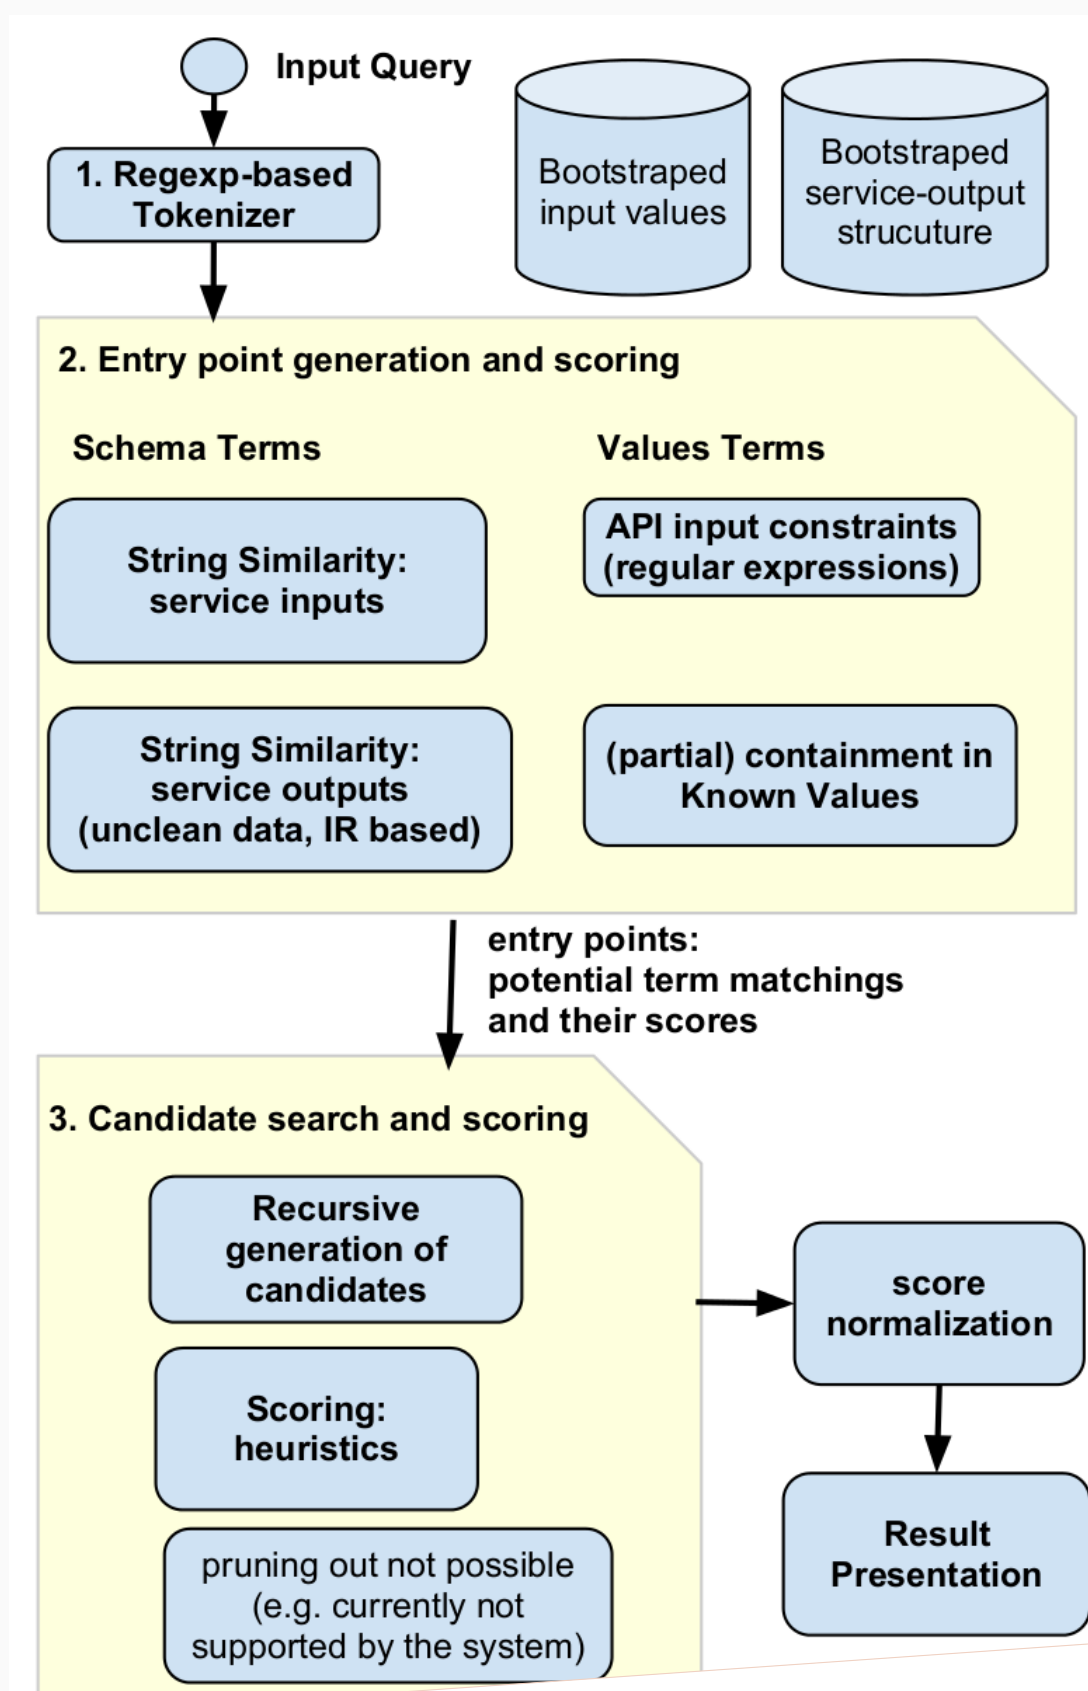 Input Query
1. Regexp-based
Tokenizer
Bootstraped
input values
Bootstraped
service-output
strucuture
2. Entry point generation and scoring
Schema Terms
Values Terms
String Similarity:
service inputs
API input constraints
(regular expressions)
String Similarity:
service outputs
(unclean data, IR based)
(partial) containment in
Known Values
entry points:
potential term matchings
and their scores
3. Candidate search and scoring
Recursive
generation of
candidates
Scoring:
heuristics
pruning out not possible
(e.g. currently not
supported by the system)
score
normalization
Result
Presentation